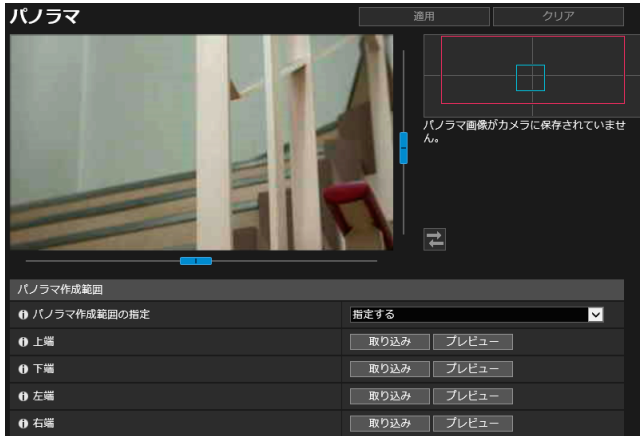 パノラマ
適用
クリア
パノラマ画像がカメラに保存されていませ
ん。
パノラマ作成範囲
パノラマ作成範囲の指定
指定する
上端
取り込み
プレビュー
下端
取り込み
プレビュー
左端
取り込み
プレビュー
右端
取り込み
プレビュー